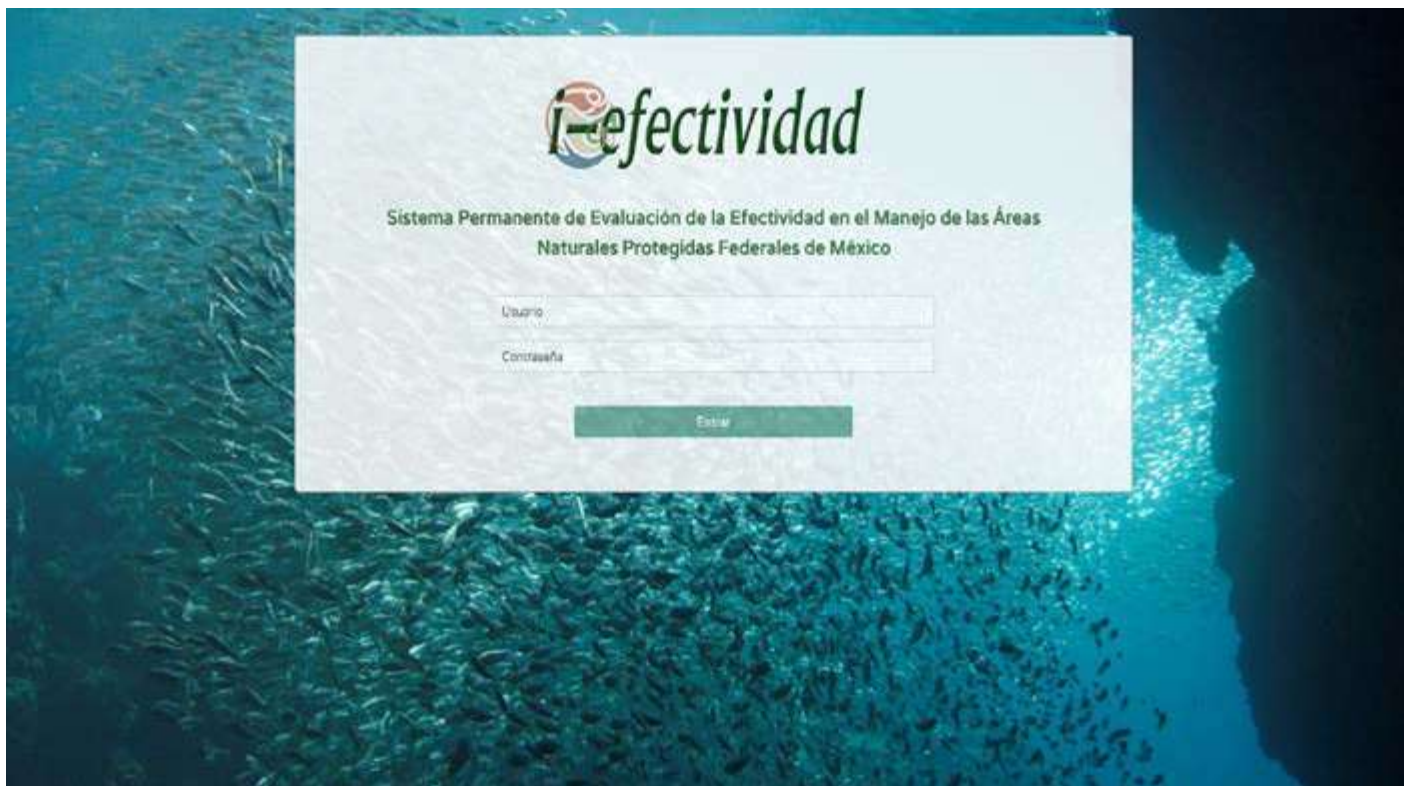 i-efectividad
Sistema Permanente de Evaluación de la Efectividad en el Manejo de las Áreas
Naturales Protegidas Federales de México
Usuario
Contraseña
Entrar